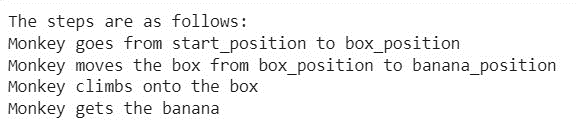 The steps are as follows:
Monkey goes from start_position to box_position
Monkey moves the box from box_position to banana_position
Monkey climbs onto the box
Monkey gets the banana